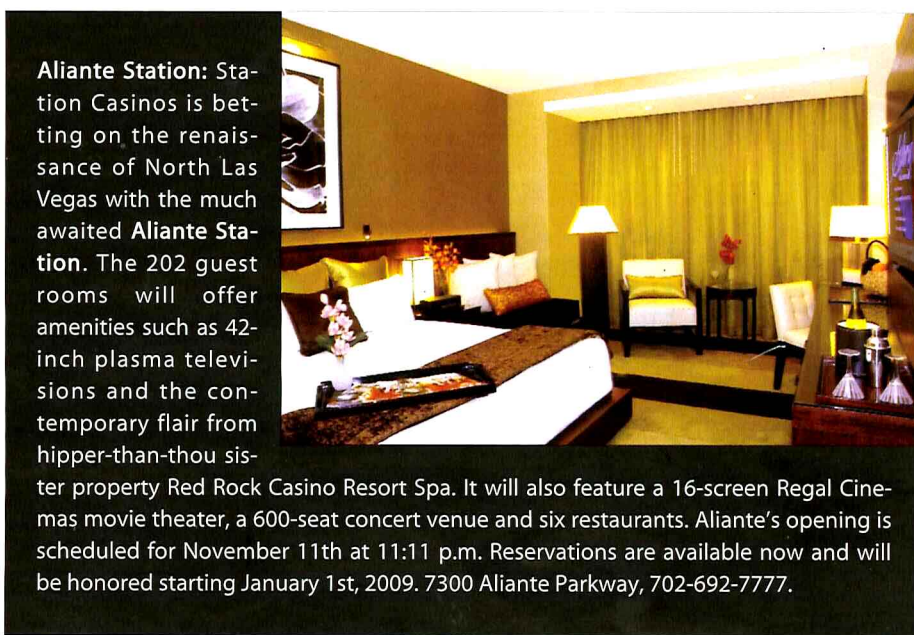 Aliante Station: Sta-
tion Casinos is bet-
ting on the renais-
sance of North Las
Vegas with the much
awaited Aliante Sta-
tion. The 202 guest
rooms will offer
amenities such as 42-
inch plasma televi-
sions and the con-
temporary flair from
hipper-than-thou sis-
ter property Red Rock Casino Resort Spa. It will also feature a 16-screen Regal Cine-
mas movie theater, a 600-seat concert venue and six restaurants. Aliante's opening is
scheduled for November 11th at 11:11 p.m. Reservations are available now and will
be honored starting January 1st, 2009. 7300 Aliante Parkway, 702-692-7777.